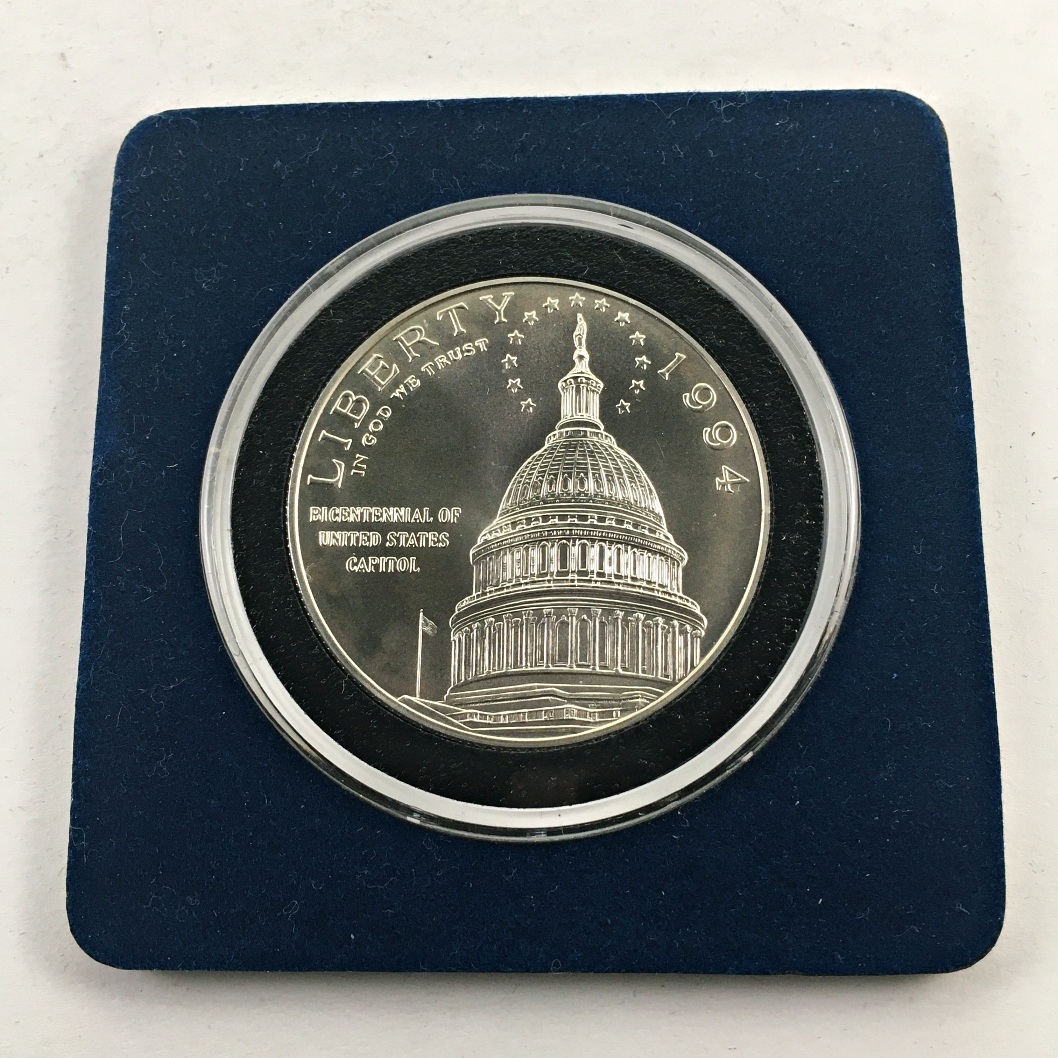 LIBERTY
IN GOD WE TRUST
1994
BICENTENNIAL OF
UNITED STATES
CAPITOL